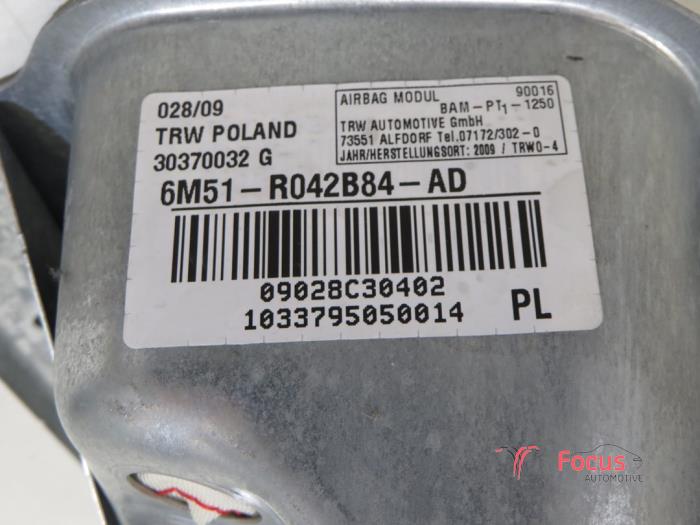 028/09
TRW POLAND
30370032 G
AIRBAG MODUL 90016
BAM-PT1-1250
TRW AUTOMOTIVE GmbH
73551 ALFDORF Tel.07172/302-0
JAHR/HERSTELLUNGSORT: 2009 / TRWO-4
6M51-R042B84-AD
09028C30402
1033795050014 PL
Focus
AUTOMOTIVE